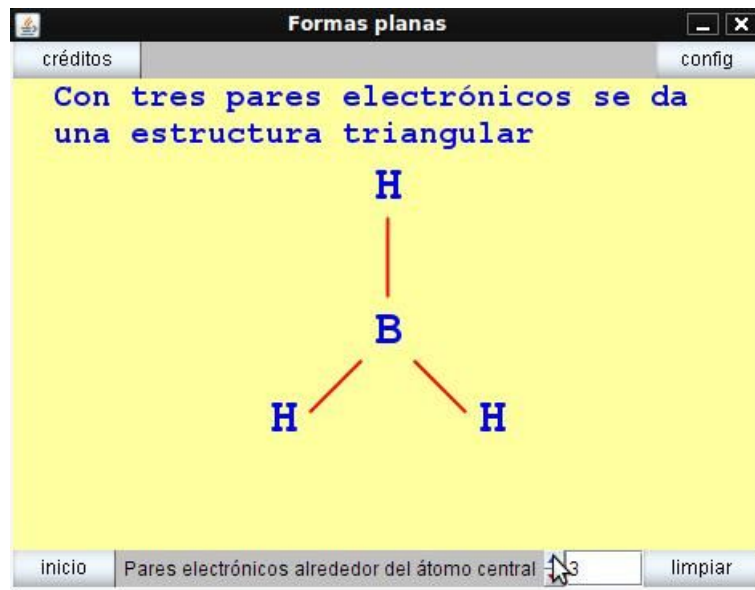 Formas planas
créditos
config
Con tres pares electrónicos se da
una estructura triangular
H
B
H H
inicio
Pares electrónicos alrededor del átomo central
3
limpiar